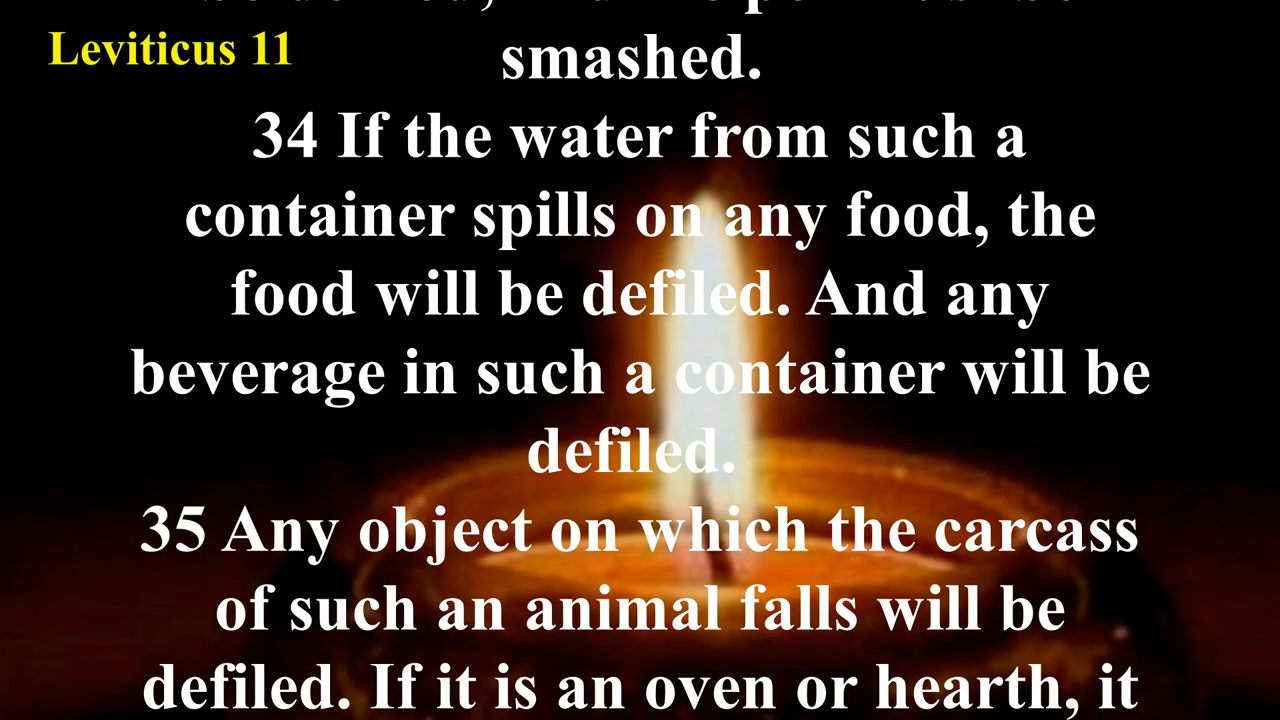 Leviticus 11
smashed.
34 If the water from such a
container spills on any food, the
food will be defiled. And any
beverage in such a container will be
defiled.
35 Any object on which the carcass
of such an animal falls will be
defiled. If it is an oven or hearth, it